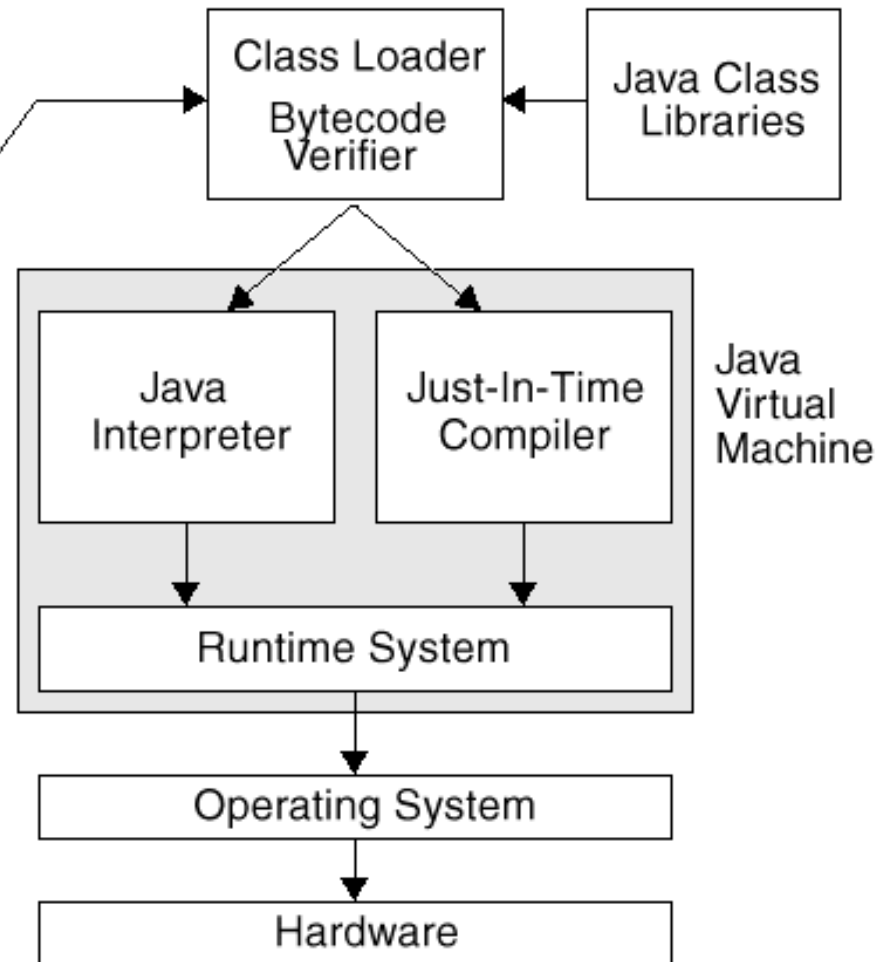 Class Loader
Bytecode
Verifier
Java Class
Libraries
Java
Interpreter
Just-In-Time
Compiler
Java
Virtual
Machine
Runtime System
Operating System
Hardware